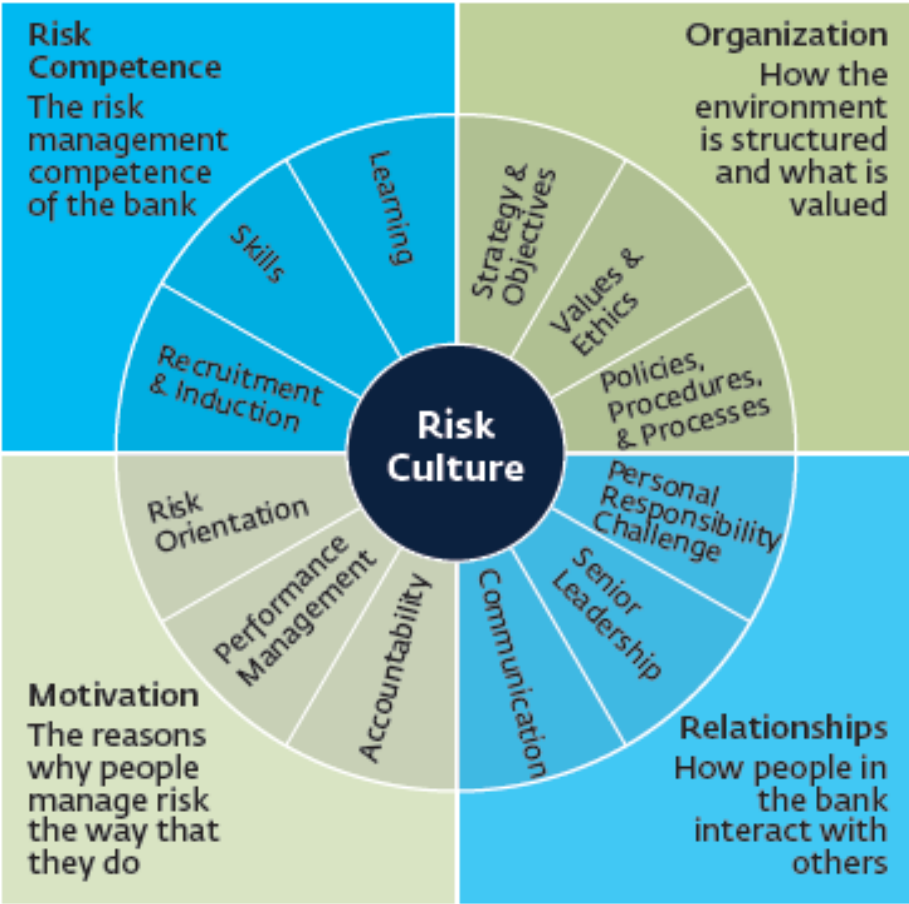 Risk
Competence
The risk
management
competence
of the bank
Organization
How the
environment
is structured
and what is
valued
Learning
Skills
Recruitment
& Induction
Strategy &
Objectives
Values &
Ethics
Policies,
Procedures,
& Processes
Risk
Culture
Risk
Orientation
Performance
Management
Accountability
Personal
Responsibility
Challenge
Senior
Leadership
Communication
Motivation
The reasons
why people
manage risk
the way that
they do
Relationships
How people in
the bank
interact with
others